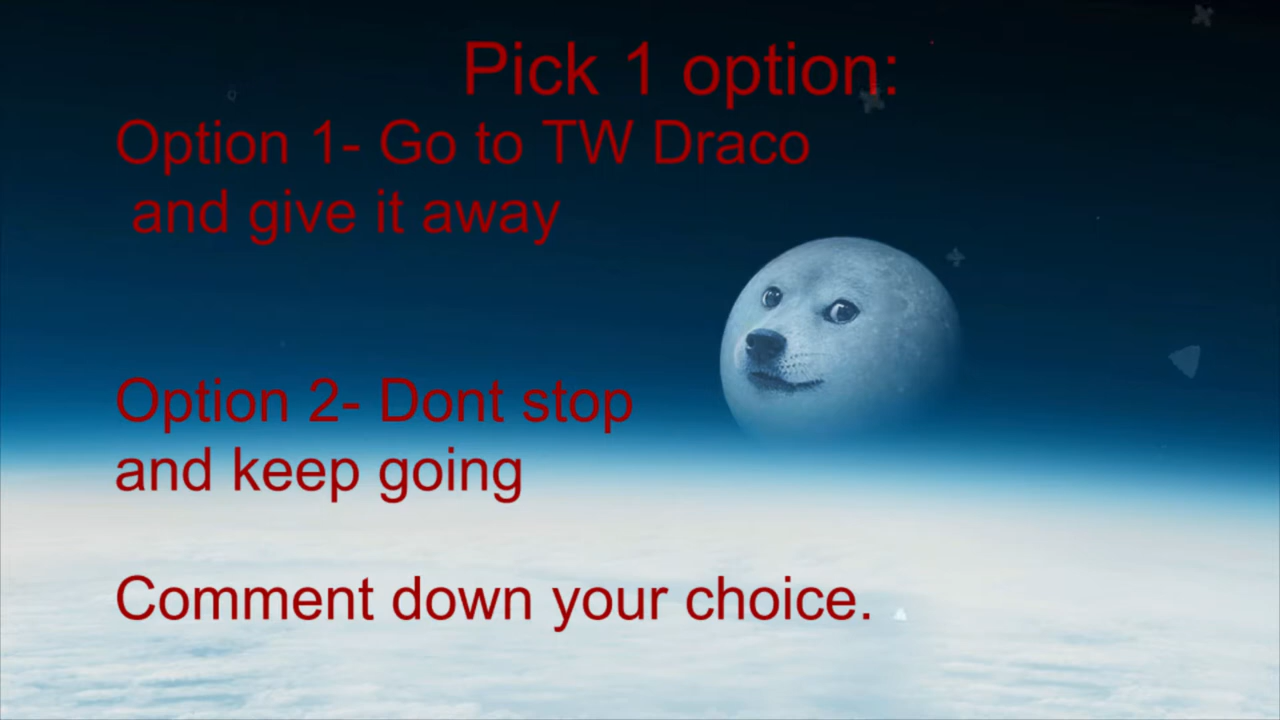 Pick 1 option:
Option 1- Go to TW Draco
and give it away
Option 2- Dont stop
and keep going
Comment down your choice.